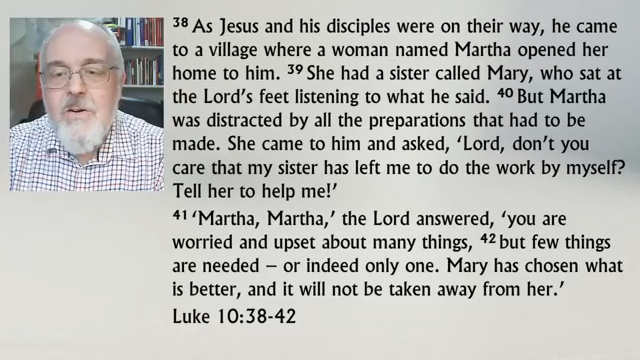 38 As Jesus and his disciples were on their way, he came
to a village where a woman named Martha opened her
home to him. 39 She had a sister called Mary, who sat at
the Lord’s feet listening to what he said. 40 But Martha
was distracted by all the preparations that had to be
made. She came to him and asked, ‘Lord, don’t you
care that my sister has left me to do the work by myself?
Tell her to help me!’
41 ‘Martha, Martha,’ the Lord answered, ‘you are
worried and upset about many things, 42 but few things
are needed – or indeed only one. Mary has chosen what
is better, and it will not be taken away from her.’
Luke 10:38-42